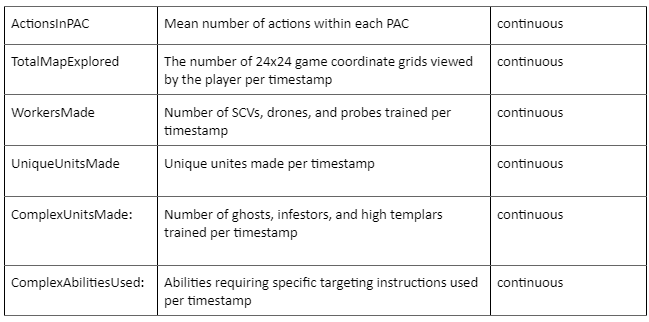 ActionsInPAC Mean number of actions within each PAC continuous
TotalMapExplored The number of 24x24 game coordinate grids viewed continuous
by the player per timestamp
WorkersMade Number of SCVs, drones, and probes trained per continuous
timestamp
UniqueUnitsMade Unique unites made per timestamp continuous
ComplexUnitsMade: Number of ghosts, infestors, and high templars continuous
trained per timestamp
ComplexAbilitiesUsed: Abilities requiring specific targeting instructions used continuous
per timestamp